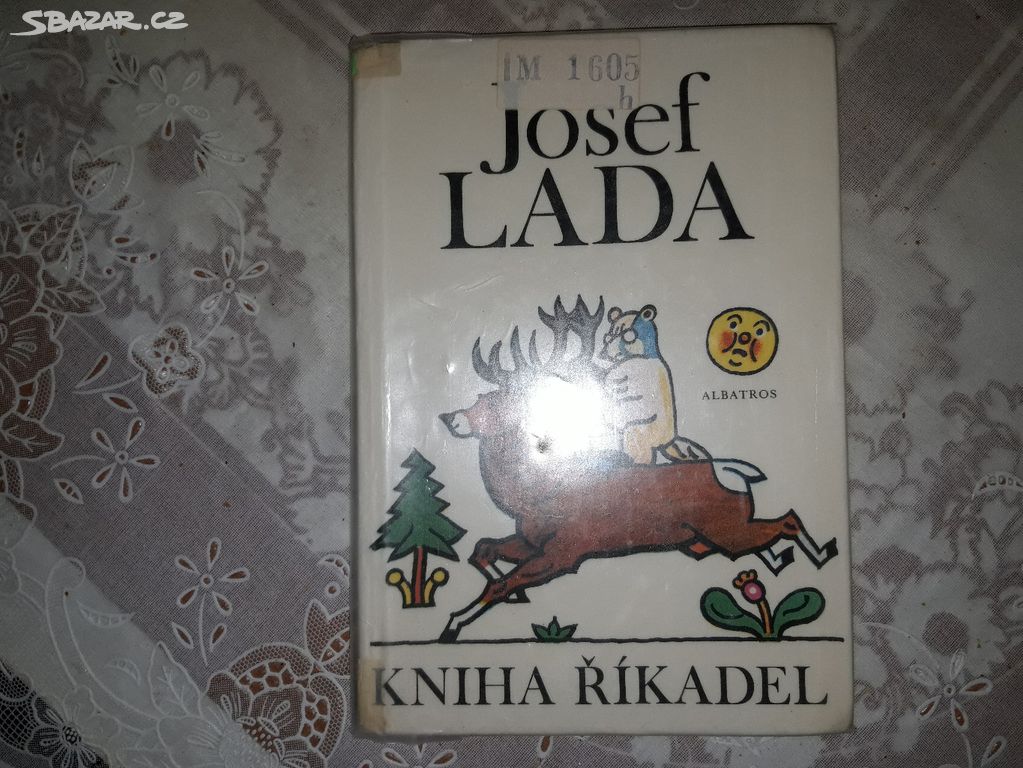 SBAZAR.CZ
IM 1605
h
Josef
LADA
ALBATROS
KNIHA ŘÍKADEL